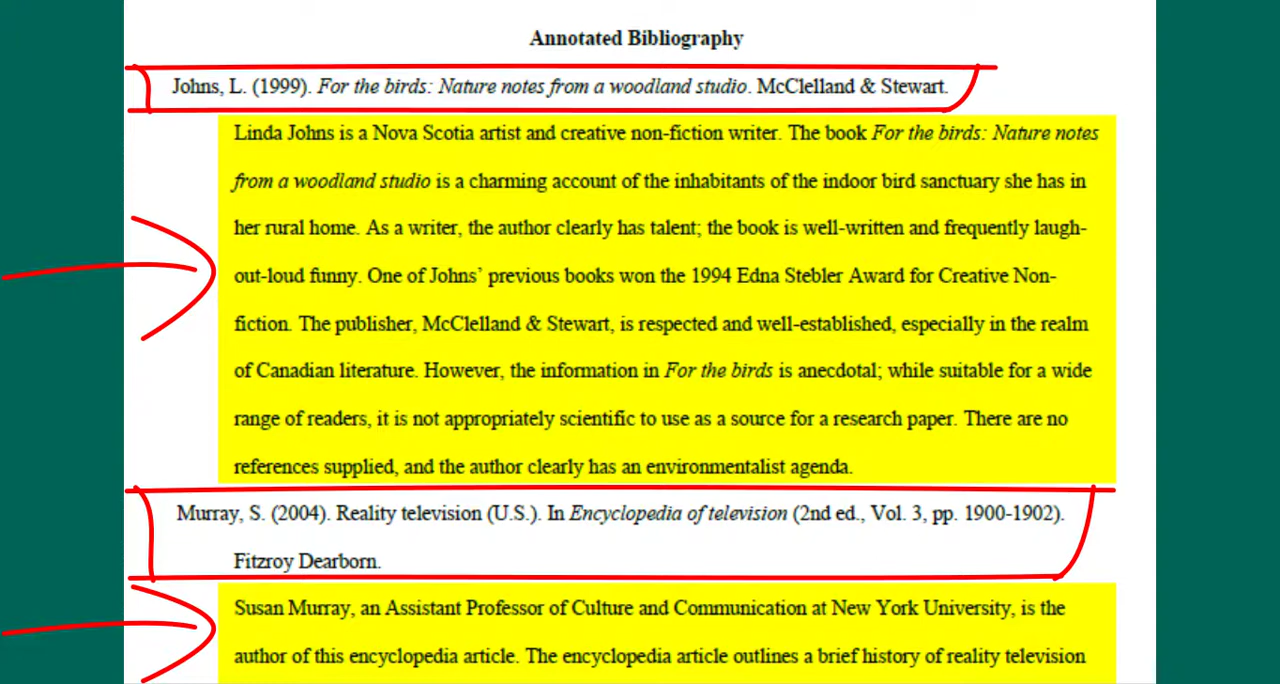 Annotated Bibliography
Johns, L. (1999). For the birds: Nature notes from a woodland studio. McClelland & Stewart.
Linda Johns is a Nova Scotia artist and creative non-fiction writer. The book For the birds: Nature notes
from a woodland studio is a charming account of the inhabitants of the indoor bird sanctuary she has in
her rural home. As a writer, the author clearly has talent; the book is well-written and frequently laugh-
out-loud funny. One of Johns’ previous books won the 1994 Edna Stebler Award for Creative Non-
fiction. The publisher, McClelland & Stewart, is respected and well-established, especially in the realm
of Canadian literature. However, the information in For the birds is anecdotal; while suitable for a wide
range of readers, it is not appropriately scientific to use as a source for a research paper. There are no
references supplied, and the author clearly has an environmentalist agenda.
Murray, S. (2004). Reality television (U.S.). In Encyclopedia of television (2nd ed., Vol. 3, pp. 1900-1902).
Fitzroy Dearborn.
Susan Murray, an Assistant Professor of Culture and Communication at New York University, is the
author of this encyclopedia article. The encyclopedia article outlines a brief history of reality television